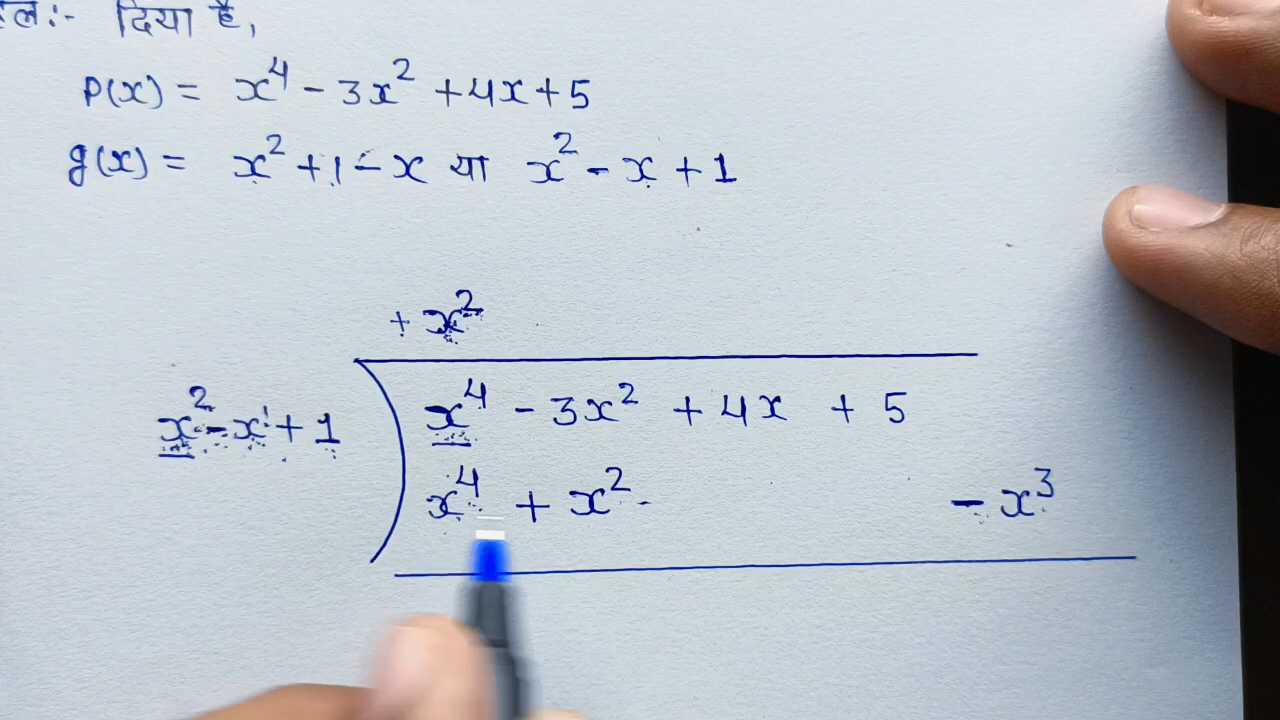 हल:- दिया है,
p(x) = x⁴ - 3x² + 4x + 5
g(x) = x² + 1 - x या x² - x + 1
+ x²
x² - x + 1 ) x⁴ - 3x² + 4x + 5
x⁴ + x² - x³